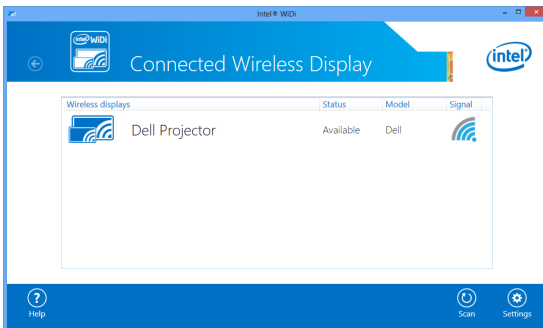 Intel® WiDi
intel WiDi
Connected Wireless Display
intel
Wireless displays Status Model Signal
Dell Projector Available Dell
Help Scan Settings